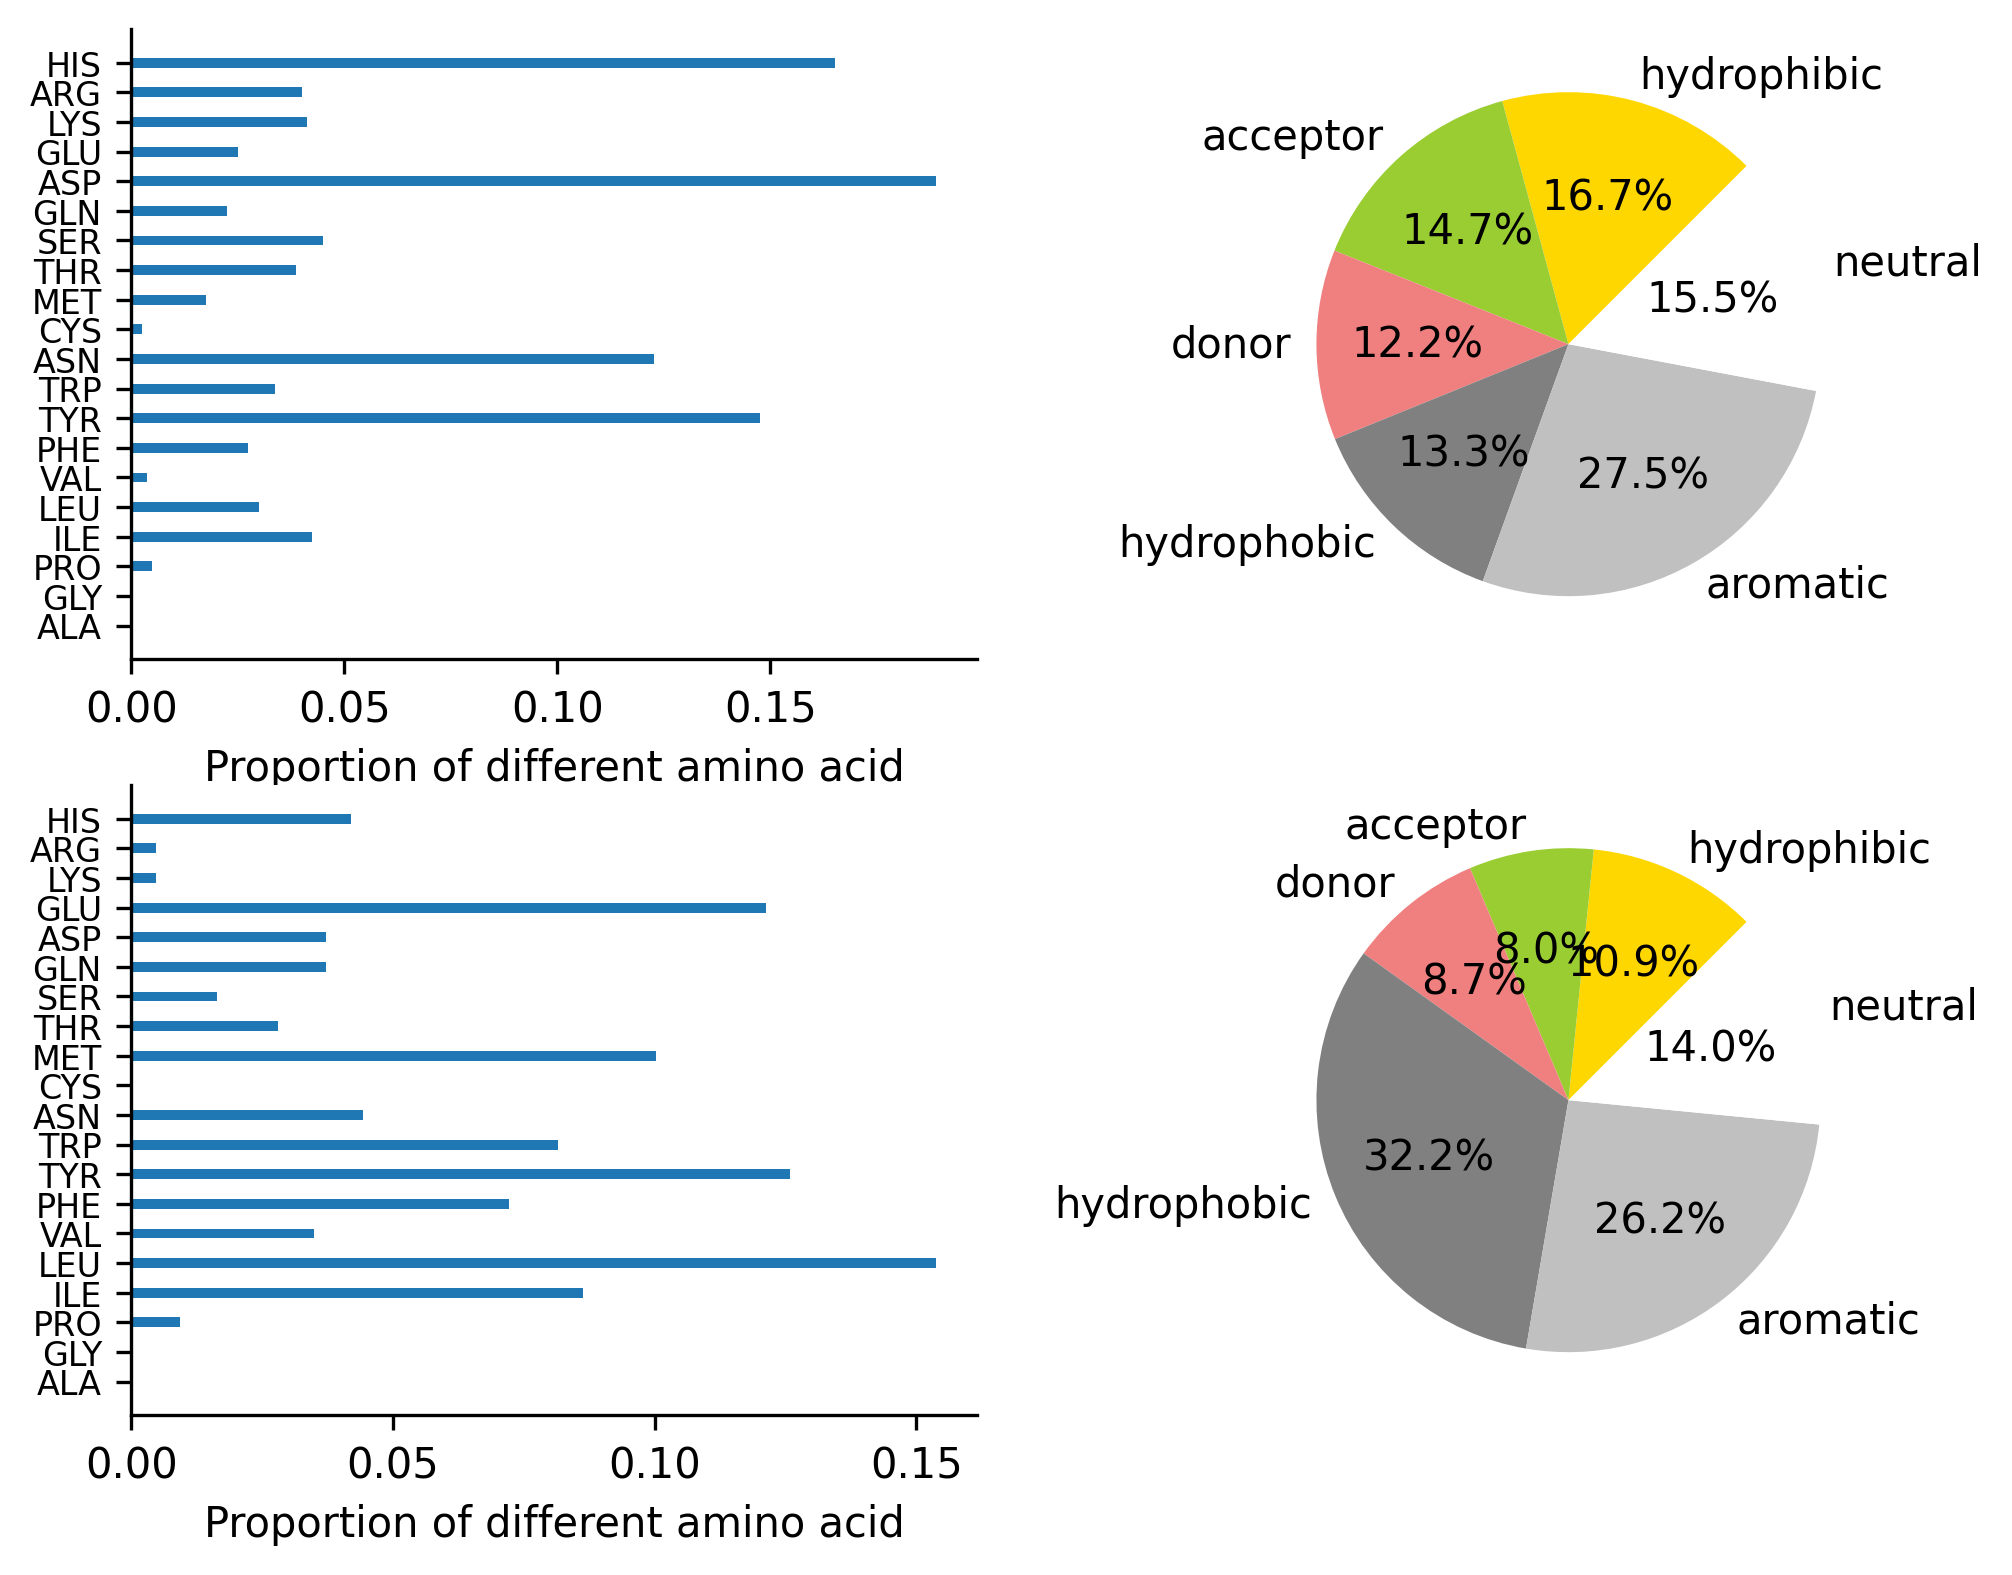 HIS
ARG
LYS
GLU
ASP
GLN
SER
THR
MET
CYS
ASN
TRP
TYR
PHE
VAL
LEU
ILE
PRO
GLY
ALA
0.00 0.05 0.10 0.15
Proportion of different amino acid
hydrophibic
acceptor
16.7%
14.7%
neutral
15.5%
donor
12.2%
13.3%
27.5%
hydrophobic
aromatic
HIS
ARG
LYS
GLU
ASP
GLN
SER
THR
MET
CYS
ASN
TRP
TYR
PHE
VAL
LEU
ILE
PRO
GLY
ALA
0.00 0.05 0.10 0.15
Proportion of different amino acid
acceptor
hydrophibic
donor
8.0%
10.9%
8.7%
neutral
14.0%
32.2%
hydrophobic
26.2%
aromatic